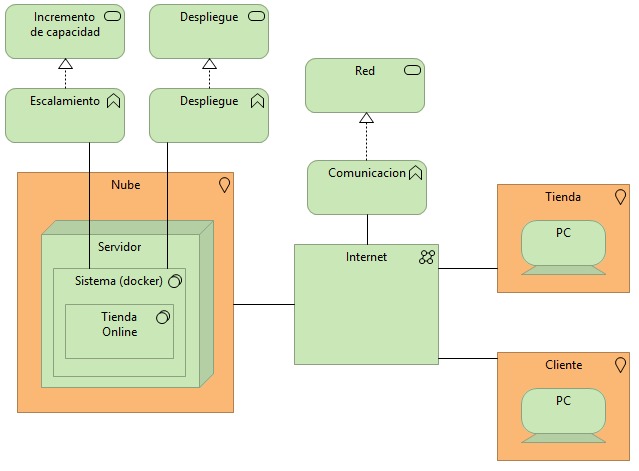 Incremento
de capacidad
Despliegue
Red
Escalamiento
Despliegue
Comunicacion
Nube
Tienda
PC
Servidor
Internet
Sistema (docker)
Tienda
Online
Cliente
PC